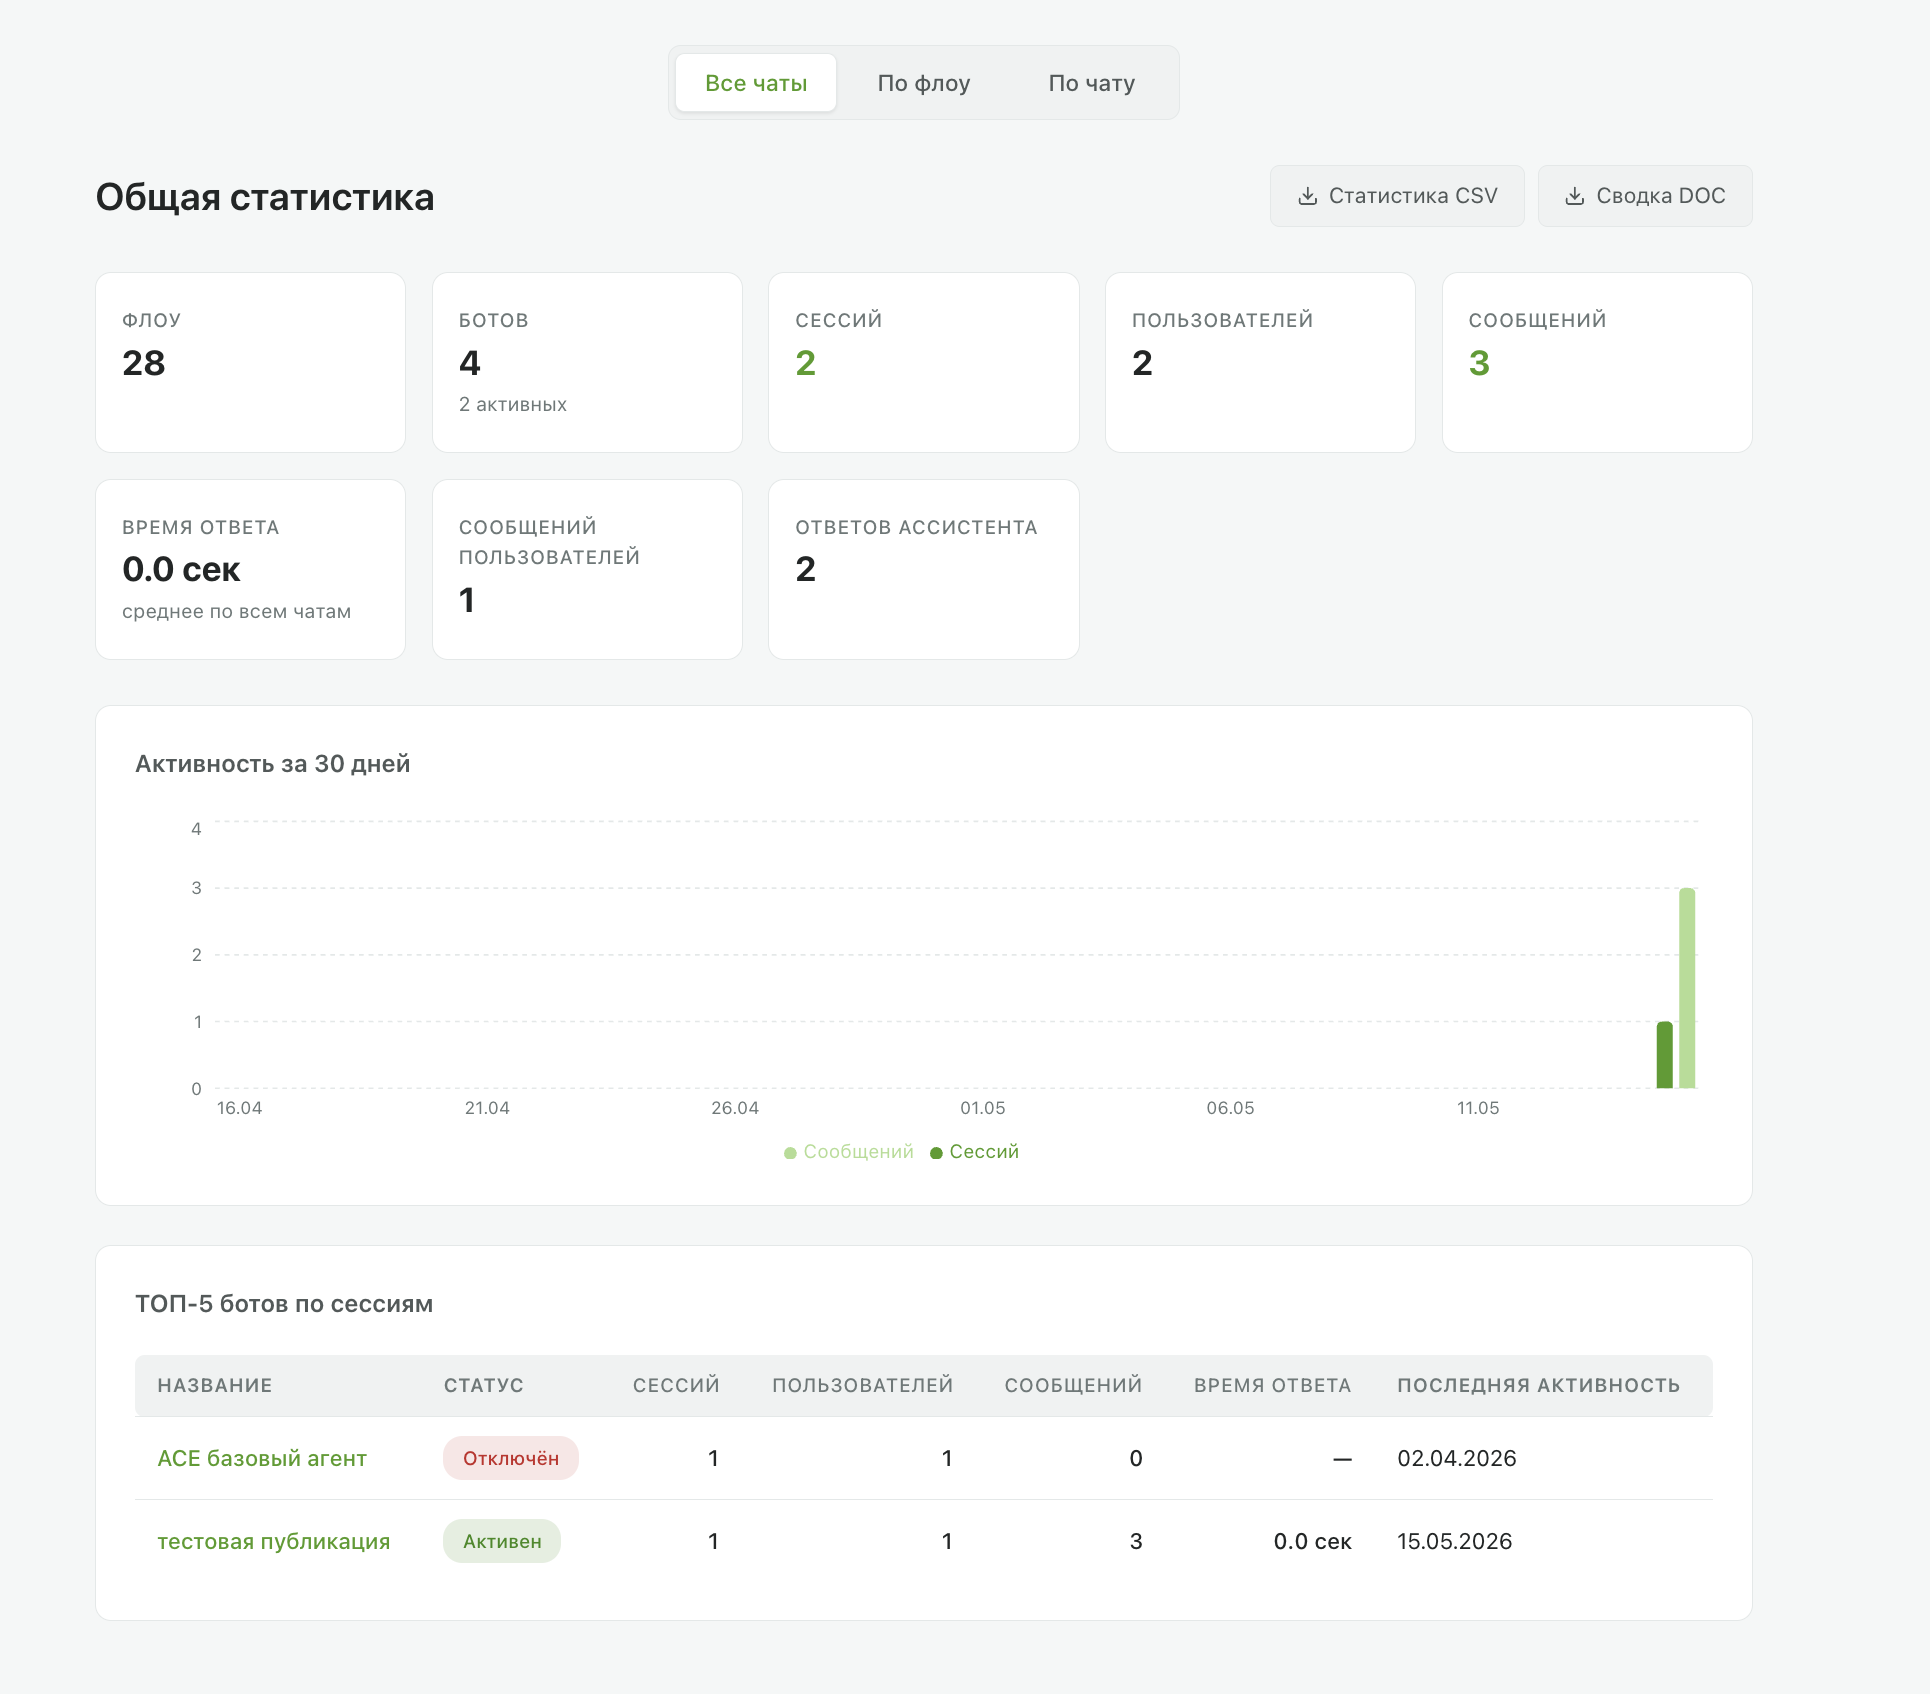 Все чаты По флоу По чату
Общая статистика
Статистика CSV Сводка DOC
ФЛОУ
28
БОТОВ
4
2 активных
СЕССИЙ
2
ПОЛЬЗОВАТЕЛЕЙ
2
СООБЩЕНИЙ
3
ВРЕМЯ ОТВЕТА
0.0 сек
среднее по всем чатам
СООБЩЕНИЙ
ПОЛЬЗОВАТЕЛЕЙ
1
ОТВЕТОВ АССИСТЕНТА
2
Активность за 30 дней
4
3
2
1
0
16.04 21.04 26.04 01.05 06.05 11.05
Сообщений Сессий
ТОП-5 ботов по сессиям
НАЗВАНИЕ СТАТУС СЕССИЙ ПОЛЬЗОВАТЕЛЕЙ СООБЩЕНИЙ ВРЕМЯ ОТВЕТА ПОСЛЕДНЯЯ АКТИВНОСТЬ
ACE базовый агент Отключён 1 1 0 — 02.04.2026
тестовая публикация Активен 1 1 3 0.0 сек 15.05.2026